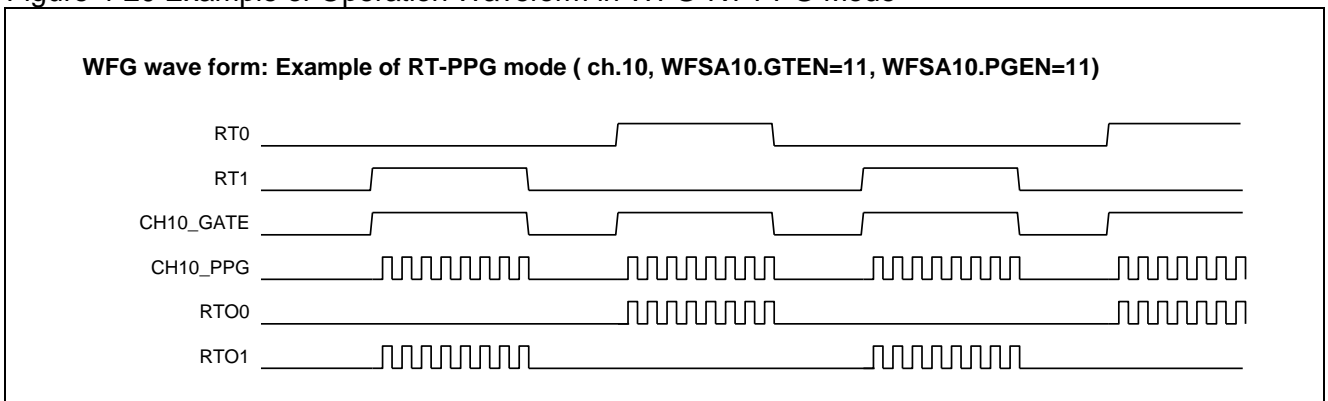 WFG wave form: Example of RT-PPG mode ( ch.10, WFSA10.GTEN=11, WFSA10.PGEN=11)
RT0
RT1
CH10_GATE
CH10_PPG
RTO0
RTO1